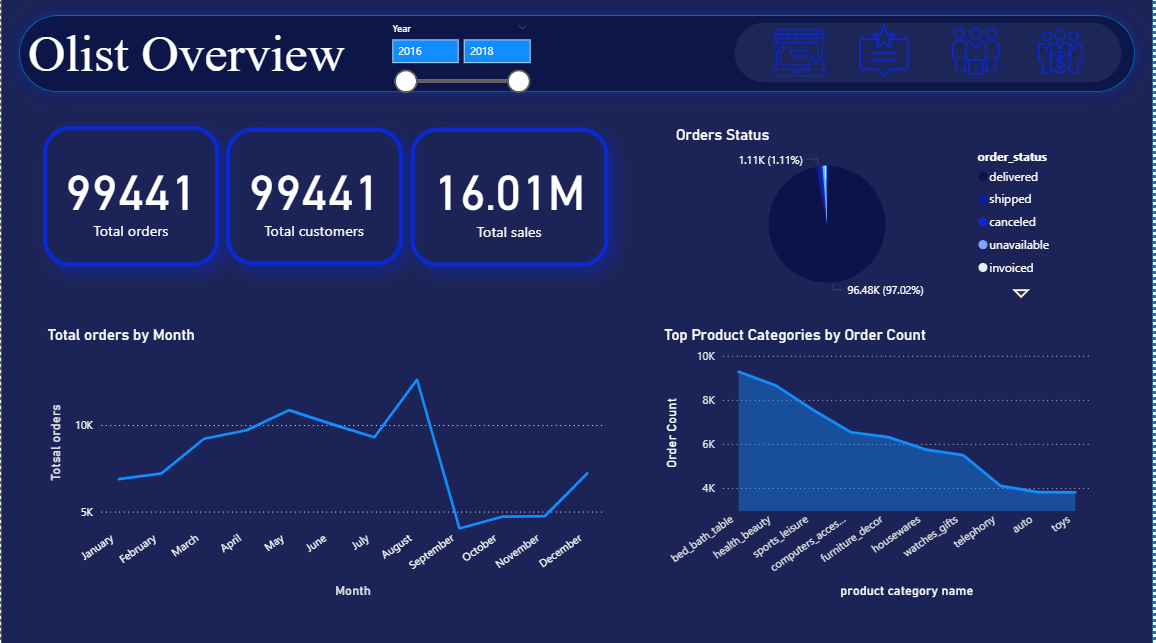 Olist Overview
Year
2016
2018
99441
Total orders
99441
Total customers
16.01M
Total sales
Orders Status
1.11K (1.11%)
96.48K (97.02%)
order_status
delivered
shipped
canceled
unavailable
invoiced
Total orders by Month
Totsal orders
10K
5K
January
February
March
April
May
June
July
August
September
October
November
December
Month
Top Product Categories by Order Count
Order Count
10K
8K
6K
4K
bed_bath_table
health_beauty
sports_leisure
computers_acces...
furniture_decor
housewares
watches_gifts
telephony
auto
toys
product category name